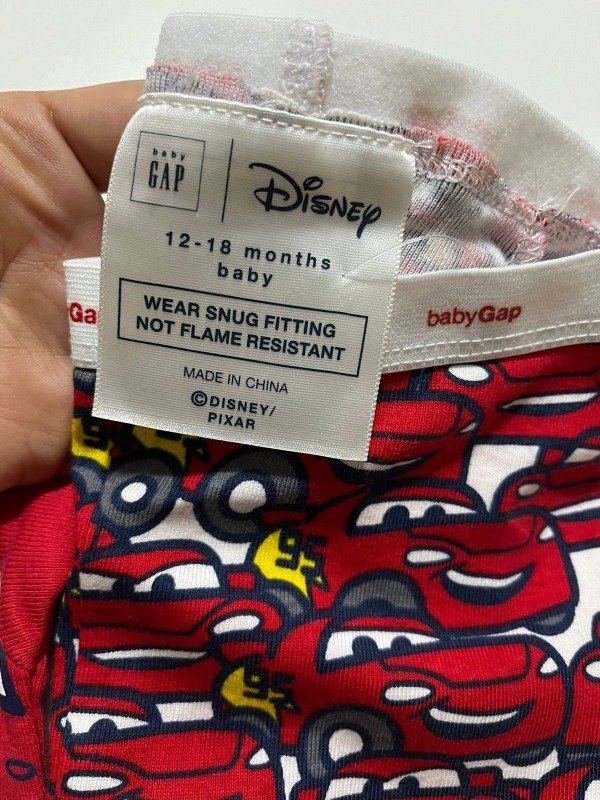 baby
GAP
Disney
12-18 months
baby
WEAR SNUG FITTING
NOT FLAME RESISTANT
MADE IN CHINA
©DISNEY/
PIXAR
Ga
babyGap
95
95
95